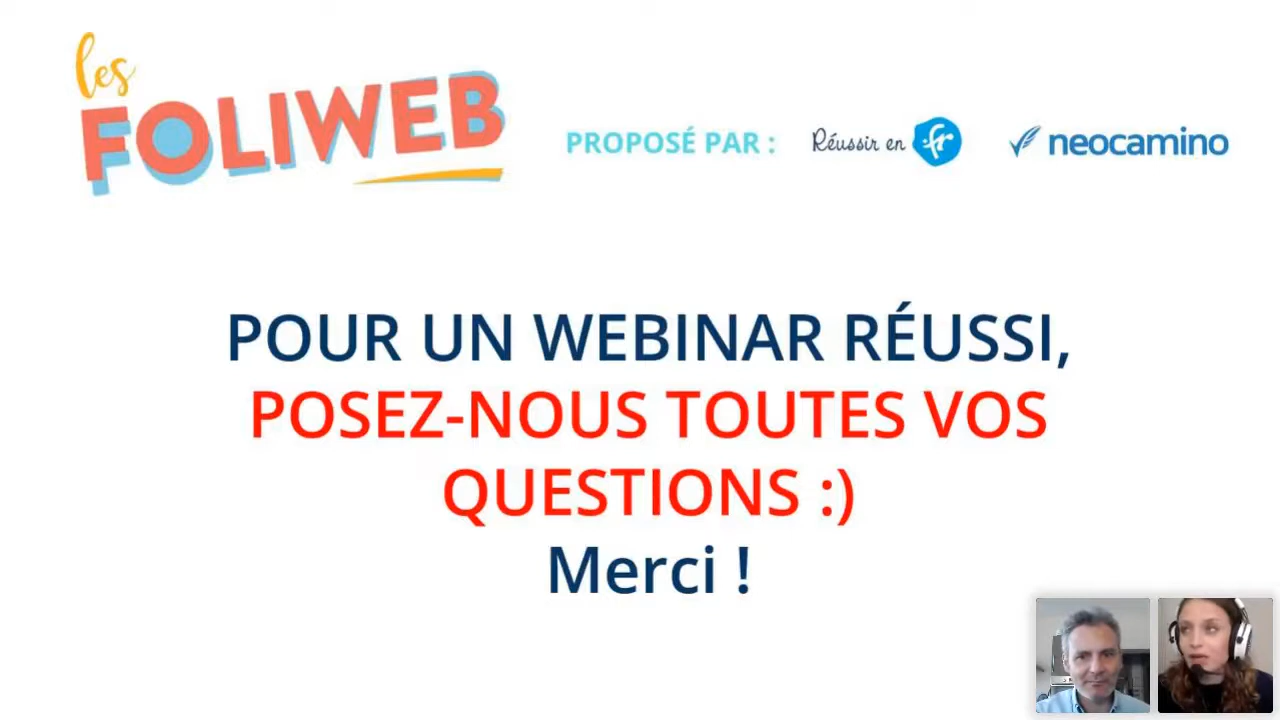 les
FOLIWEB
PROPOSÉ PAR :
Réussir en .fr
neocamino
POUR UN WEBINAR RÉUSSI,
POSEZ-NOUS TOUTES VOS
QUESTIONS :)
Merci !